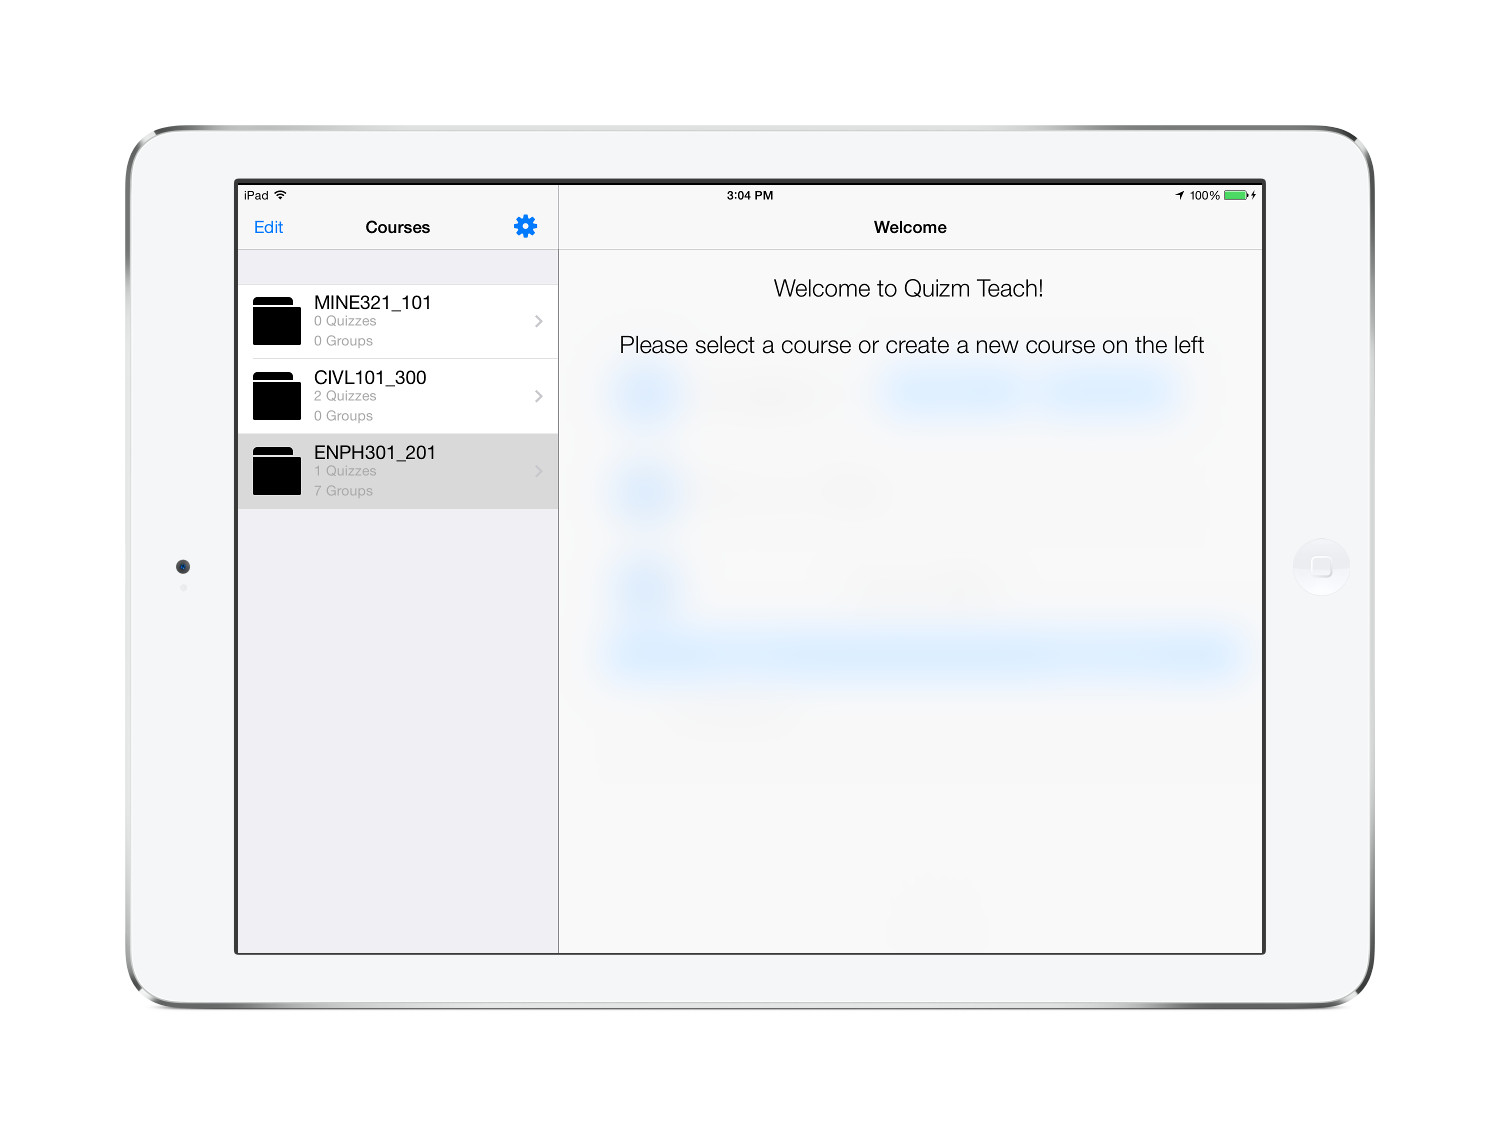 iPad
3:04 PM
100%
Edit
Courses
Welcome
MINE321_101
0 Quizzes
0 Groups
CIVL101_300
2 Quizzes
0 Groups
ENPH301_201
1 Quizzes
7 Groups
Welcome to Quizm Teach!
Please select a course or create a new course on the left